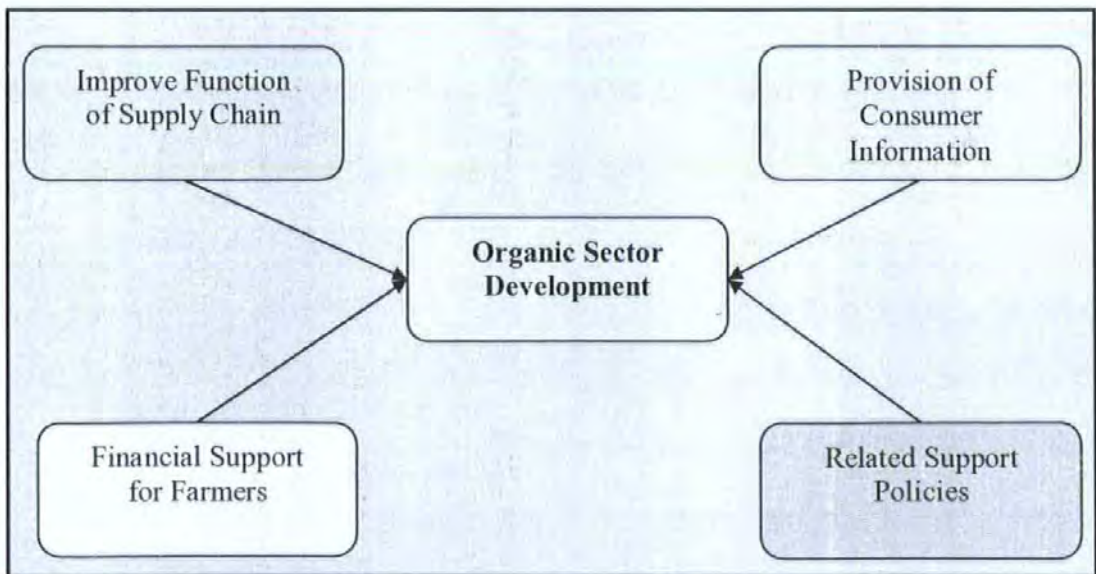 Improve Function
of Supply Chain
Provision of
Consumer
Information
Organic Sector
Development
Financial Support
for Farmers
Related Support
Policies